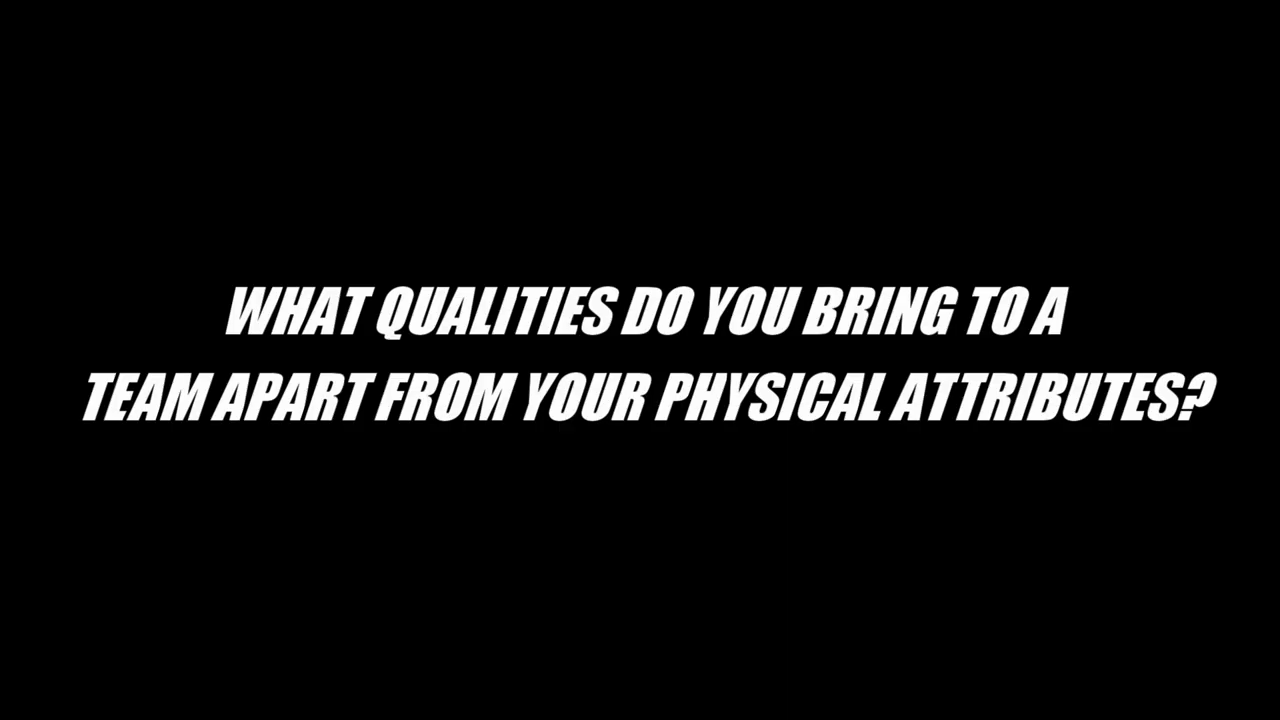 WHAT QUALITIES DO YOU BRING TO A
TEAM APART FROM YOUR PHYSICAL ATTRIBUTES?